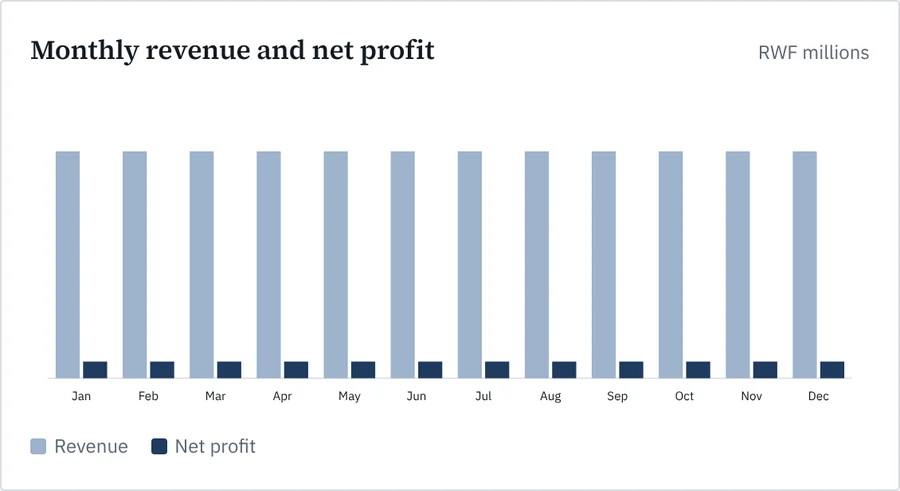 Monthly revenue and net profit
RWF millions
Jan Feb Mar Apr May Jun Jul Aug Sep Oct Nov Dec
Revenue Net profit